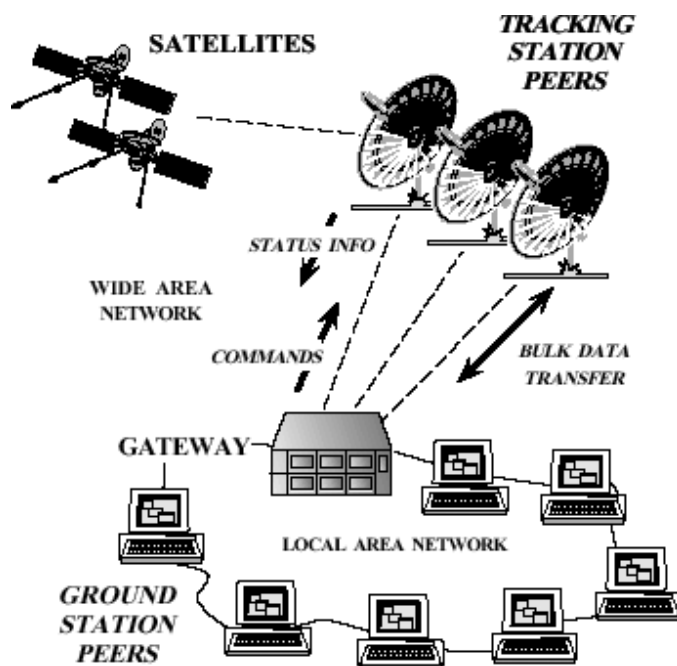 SATELLITES
TRACKING
STATION
PEERS
STATUS INFO
WIDE AREA
NETWORK
COMMANDS
BULK DATA
TRANSFER
GATEWAY
LOCAL AREA NETWORK
GROUND
STATION
PEERS